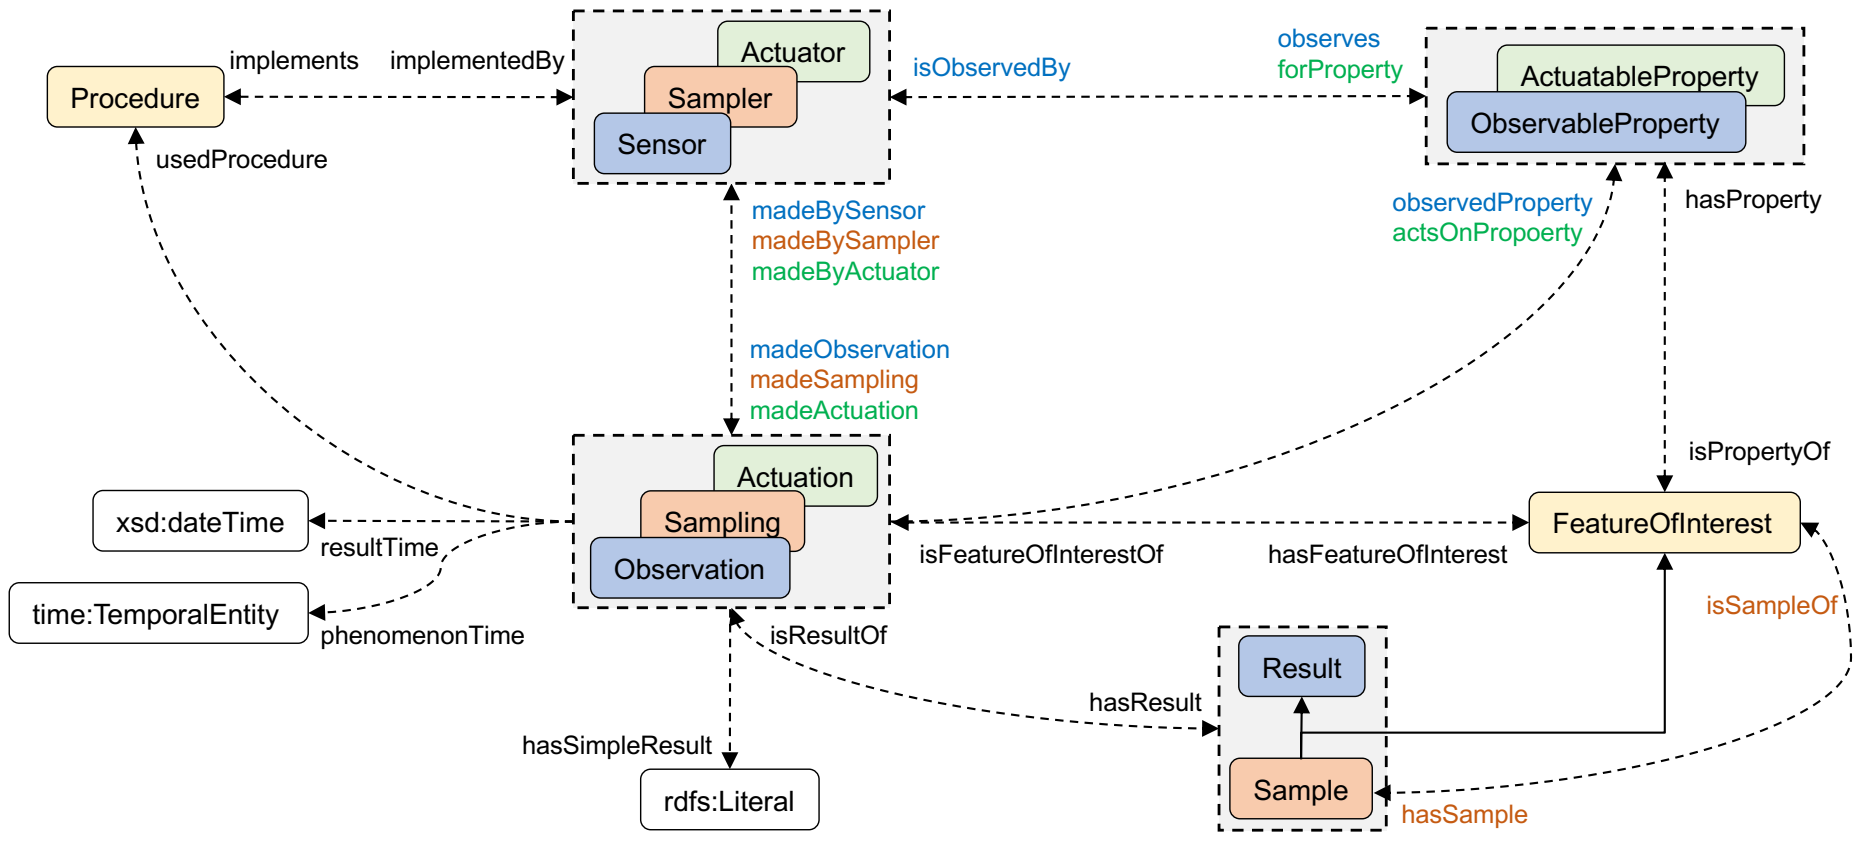 Actuator
Sampler
Sensor
implements
implementedBy
Procedure
usedProcedure
isObservedBy
observes
forProperty
ActuatableProperty
ObservableProperty
madeBySensor
madeBySampler
madeByActuator
observedProperty
actsOnPropoerty
hasProperty
madeObservation
madeSampling
madeActuation
isPropertyOf
Actuation
Sampling
Observation
xsd:dateTime
resultTime
time:TemporalEntity
phenomenonTime
isFeatureOfInterestOf
hasFeatureOfInterest
FeatureOfInterest
isSampleOf
isResultOf
hasResult
Result
Sample
hasSample
hasSimpleResult
rdfs:Literal